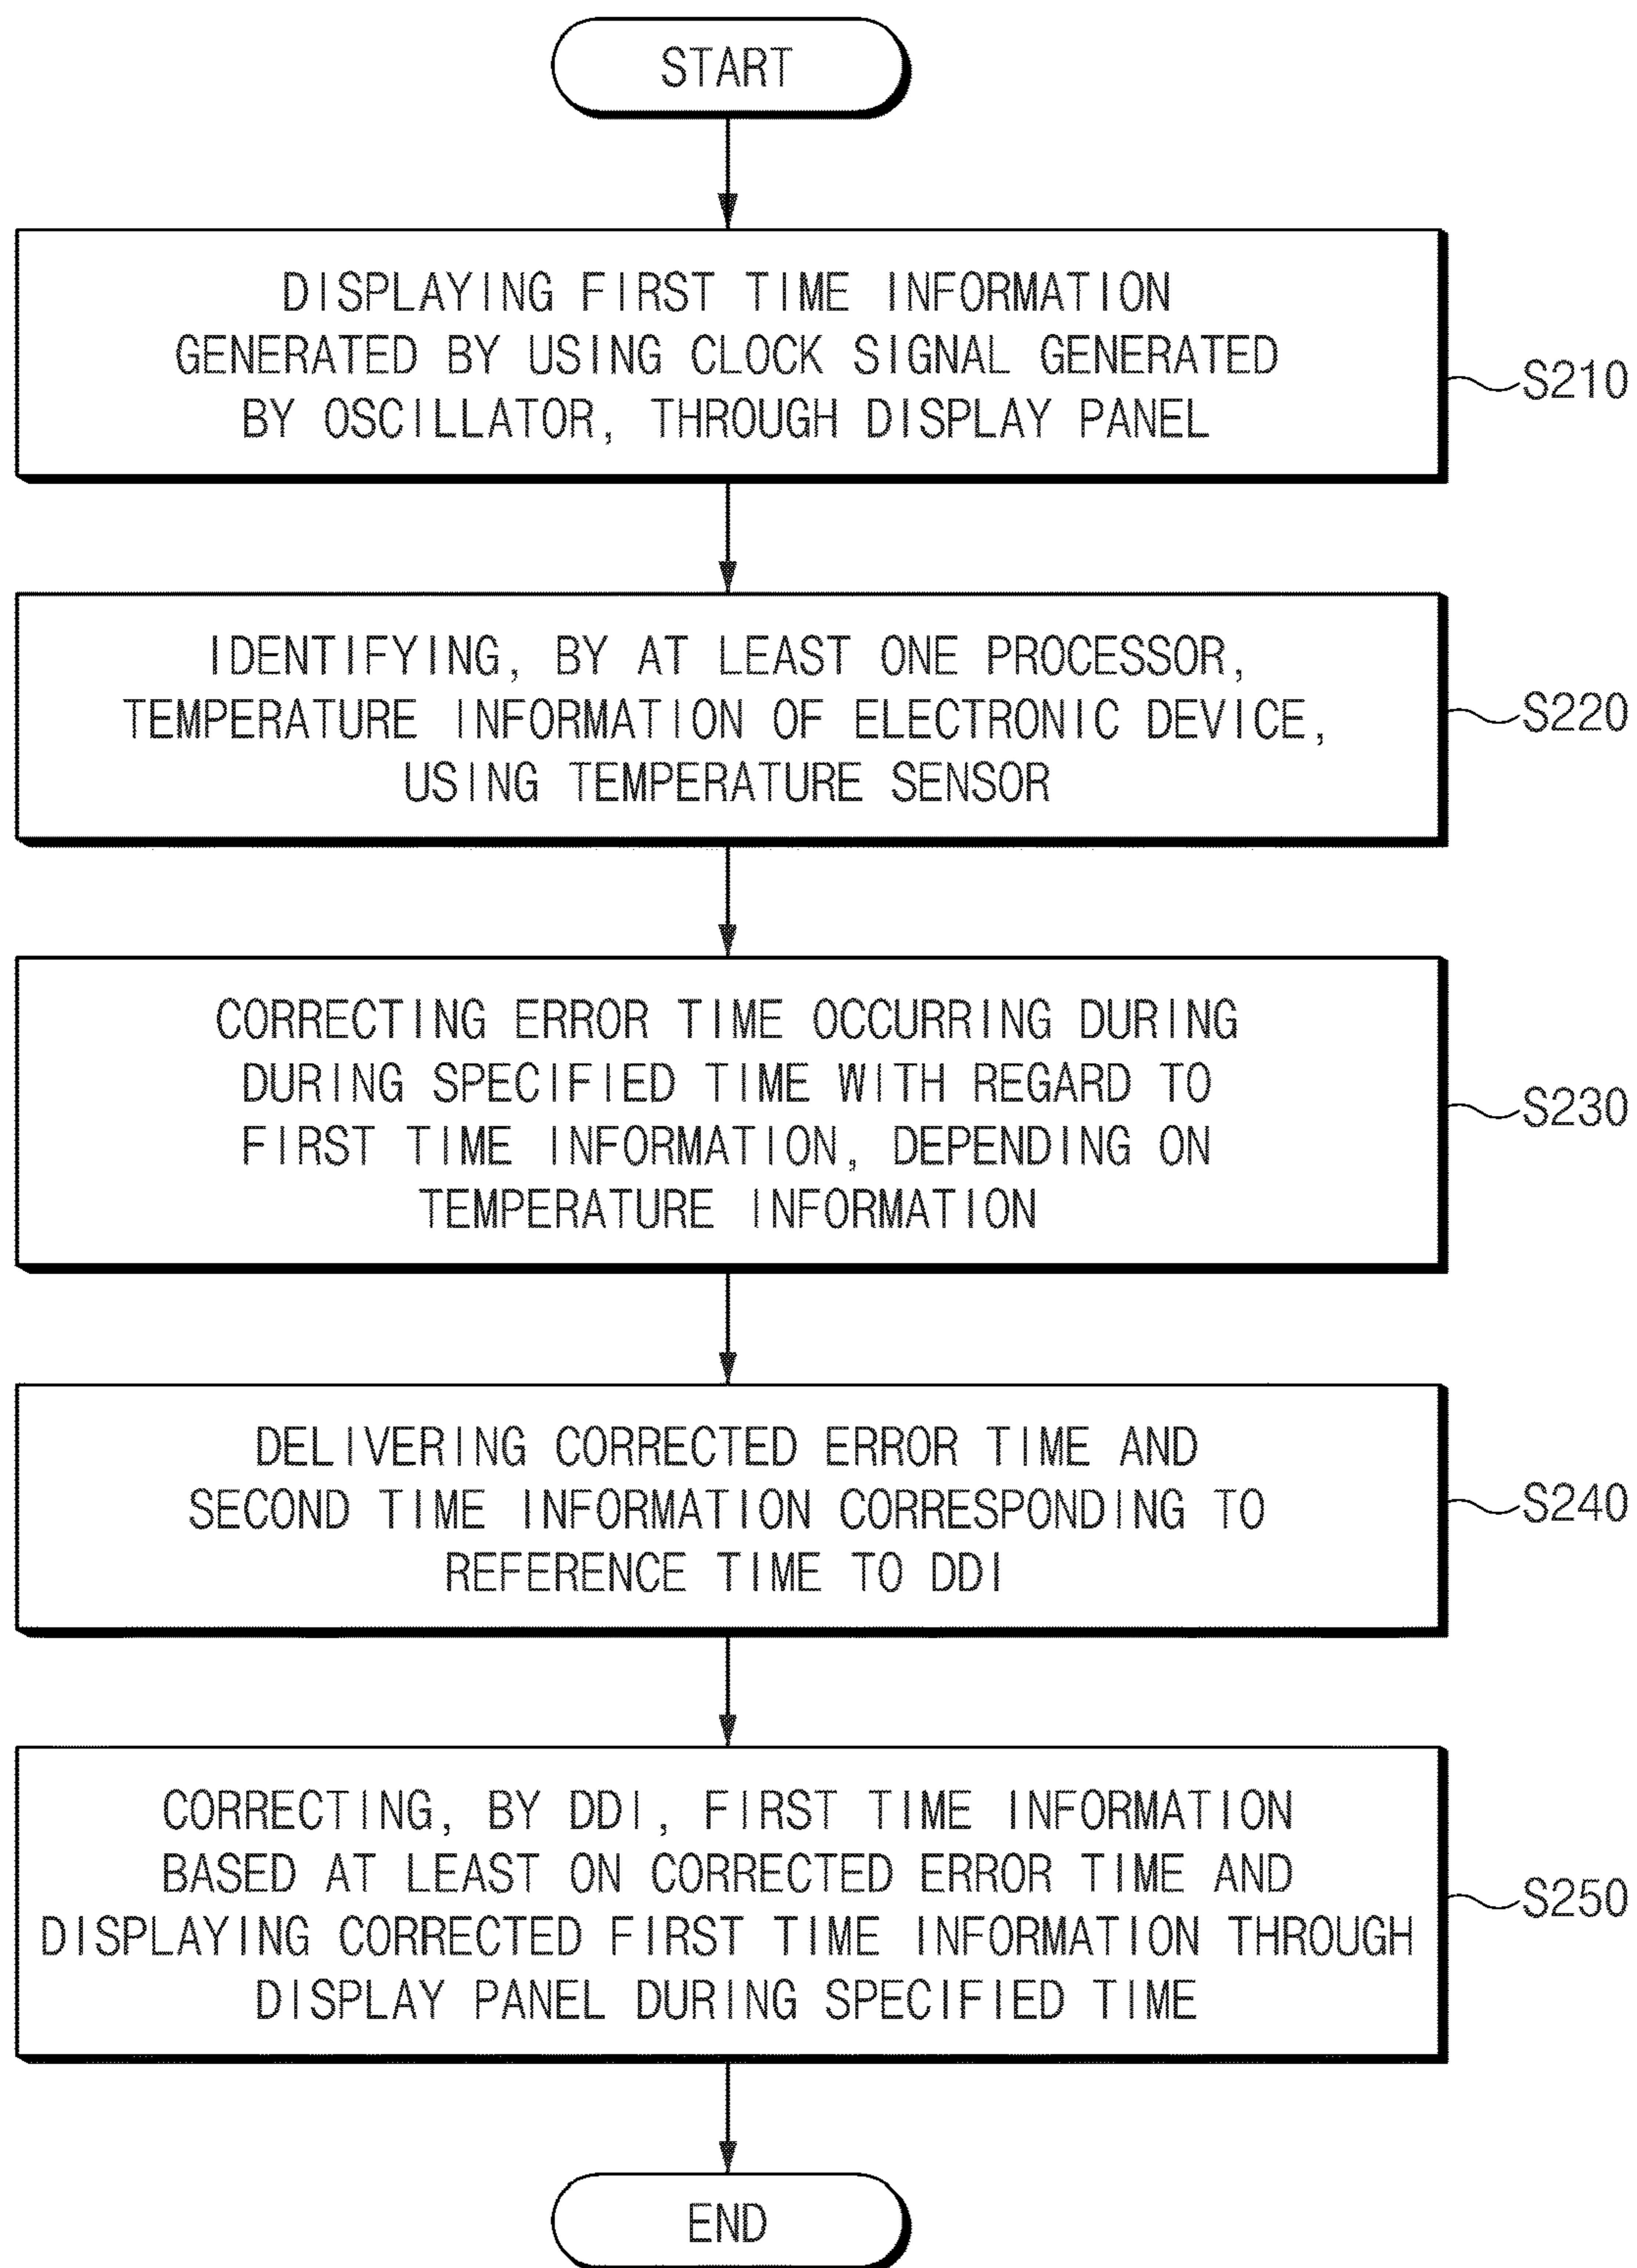 START
DISPLAYING FIRST TIME INFORMATION
GENERATED BY USING CLOCK SIGNAL GENERATED
BY OSCILLATOR, THROUGH DISPLAY PANEL
S210
IDENTIFYING, BY AT LEAST ONE PROCESSOR,
TEMPERATURE INFORMATION OF ELECTRONIC DEVICE,
USING TEMPERATURE SENSOR
S220
CORRECTING ERROR TIME OCCURRING DURING
DURING SPECIFIED TIME WITH REGARD TO
FIRST TIME INFORMATION, DEPENDING ON
TEMPERATURE INFORMATION
S230
DELIVERING CORRECTED ERROR TIME AND
SECOND TIME INFORMATION CORRESPONDING TO
REFERENCE TIME TO DDI
S240
CORRECTING, BY DDI, FIRST TIME INFORMATION
BASED AT LEAST ON CORRECTED ERROR TIME AND
DISPLAYING CORRECTED FIRST TIME INFORMATION THROUGH
DISPLAY PANEL DURING SPECIFIED TIME
S250
END